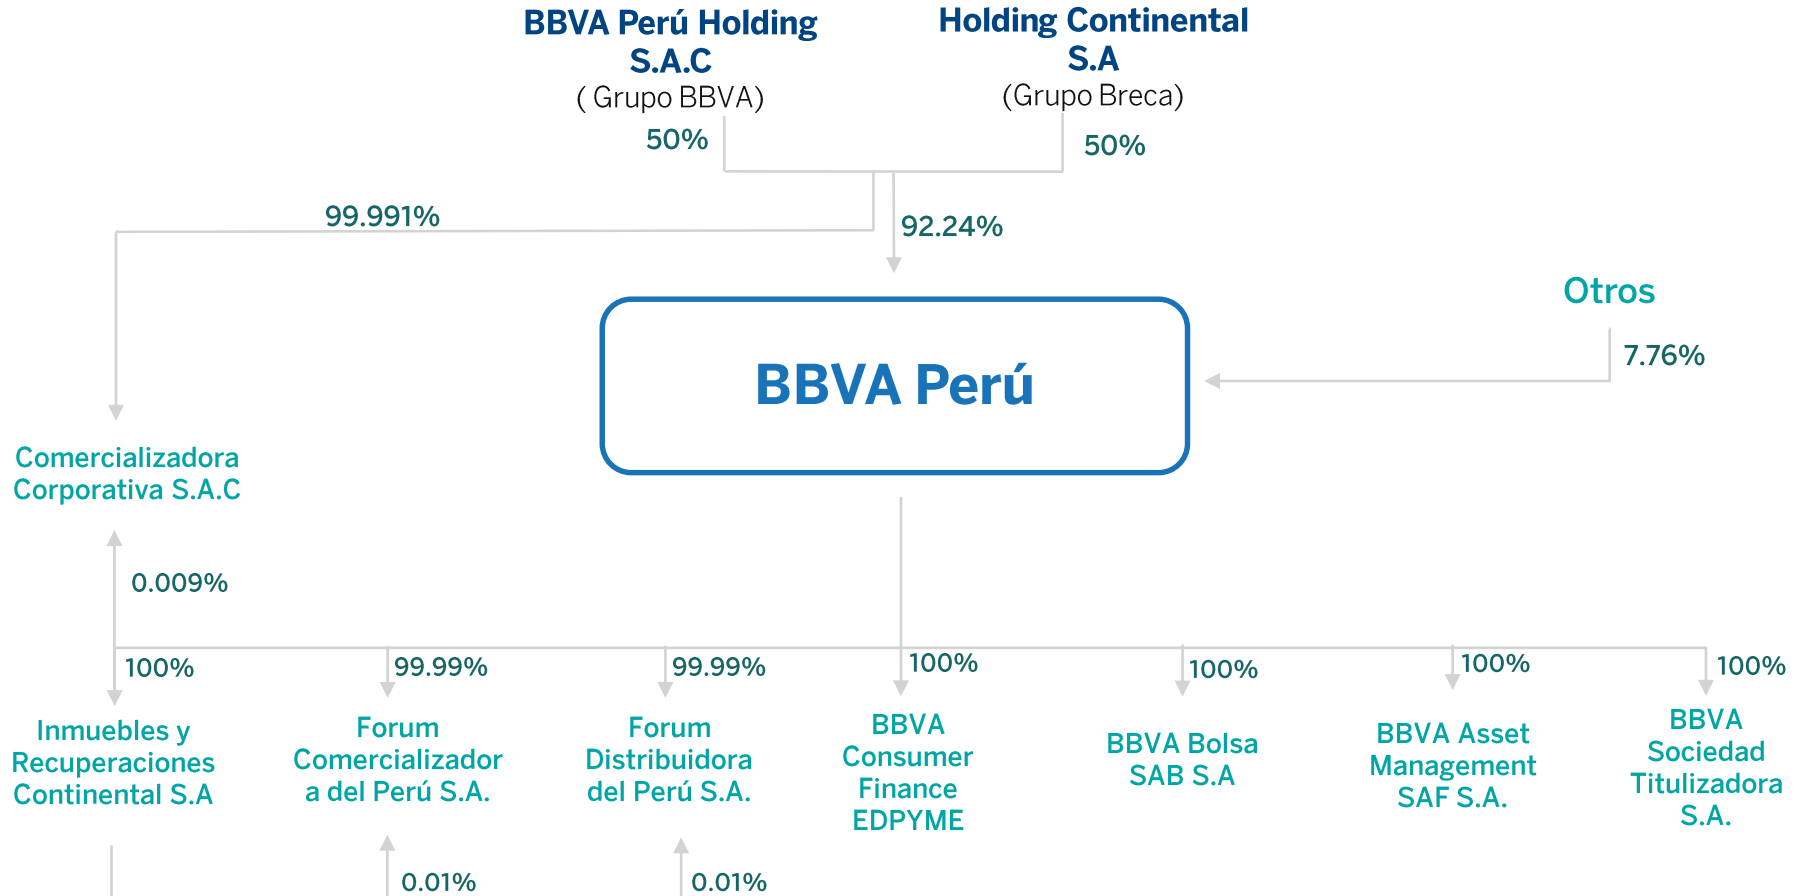 BBVA Perú Holding
S.A.C
( Grupo BBVA)
Holding Continental
S.A
(Grupo Breca)
50%
50%
99.991%
92.24%
Otros
7.76%
BBVA Perú
Comercializadora
Corporativa S.A.C
0.009%
100%
99.99%
99.99%
100%
100%
100%
100%
Inmuebles y
Recuperaciones
Continental S.A
Forum
Comercializador
a del Perú S.A.
Forum
Distribuidora
del Perú S.A.
BBVA
Consumer
Finance
EDPYME
BBVA Bolsa
SAB S.A
BBVA Asset
Management
SAF S.A.
BBVA
Sociedad
Titulizadora
S.A.
0.01%
0.01%